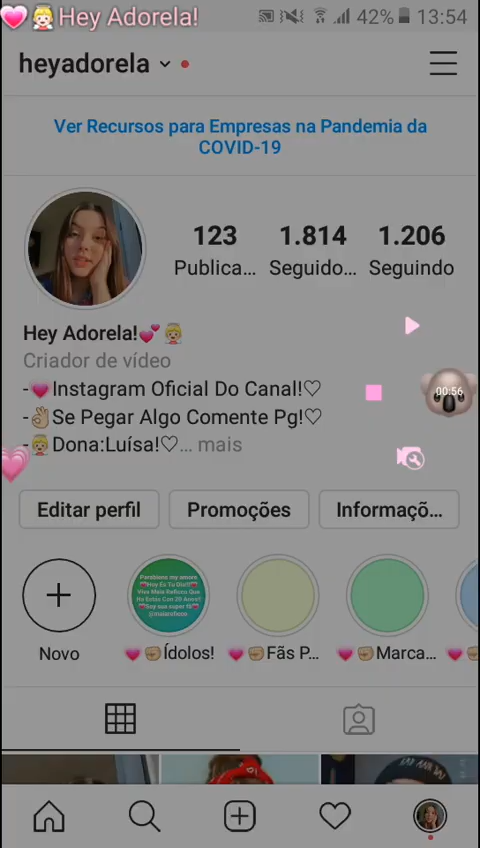 Hey Adorela!
42% 13:54
heyadorela
Ver Recursos para Empresas na Pandemia da
COVID-19
123 1.814 1.206
Publica... Seguido... Seguindo
Hey Adorela!💕👸🏼
Criador de vídeo
-💗Instagram Oficial Do Canal!♡
-👌🏼Se Pegar Algo Comente Pg!♡
-👸🏼Dona:Luísa!♡... mais
00:56
Editar perfil Promoções Informaçõ...
Novo 💗✊🏼Ídolos! 💗✊🏼Fãs P... 💗✊🏼Marca...